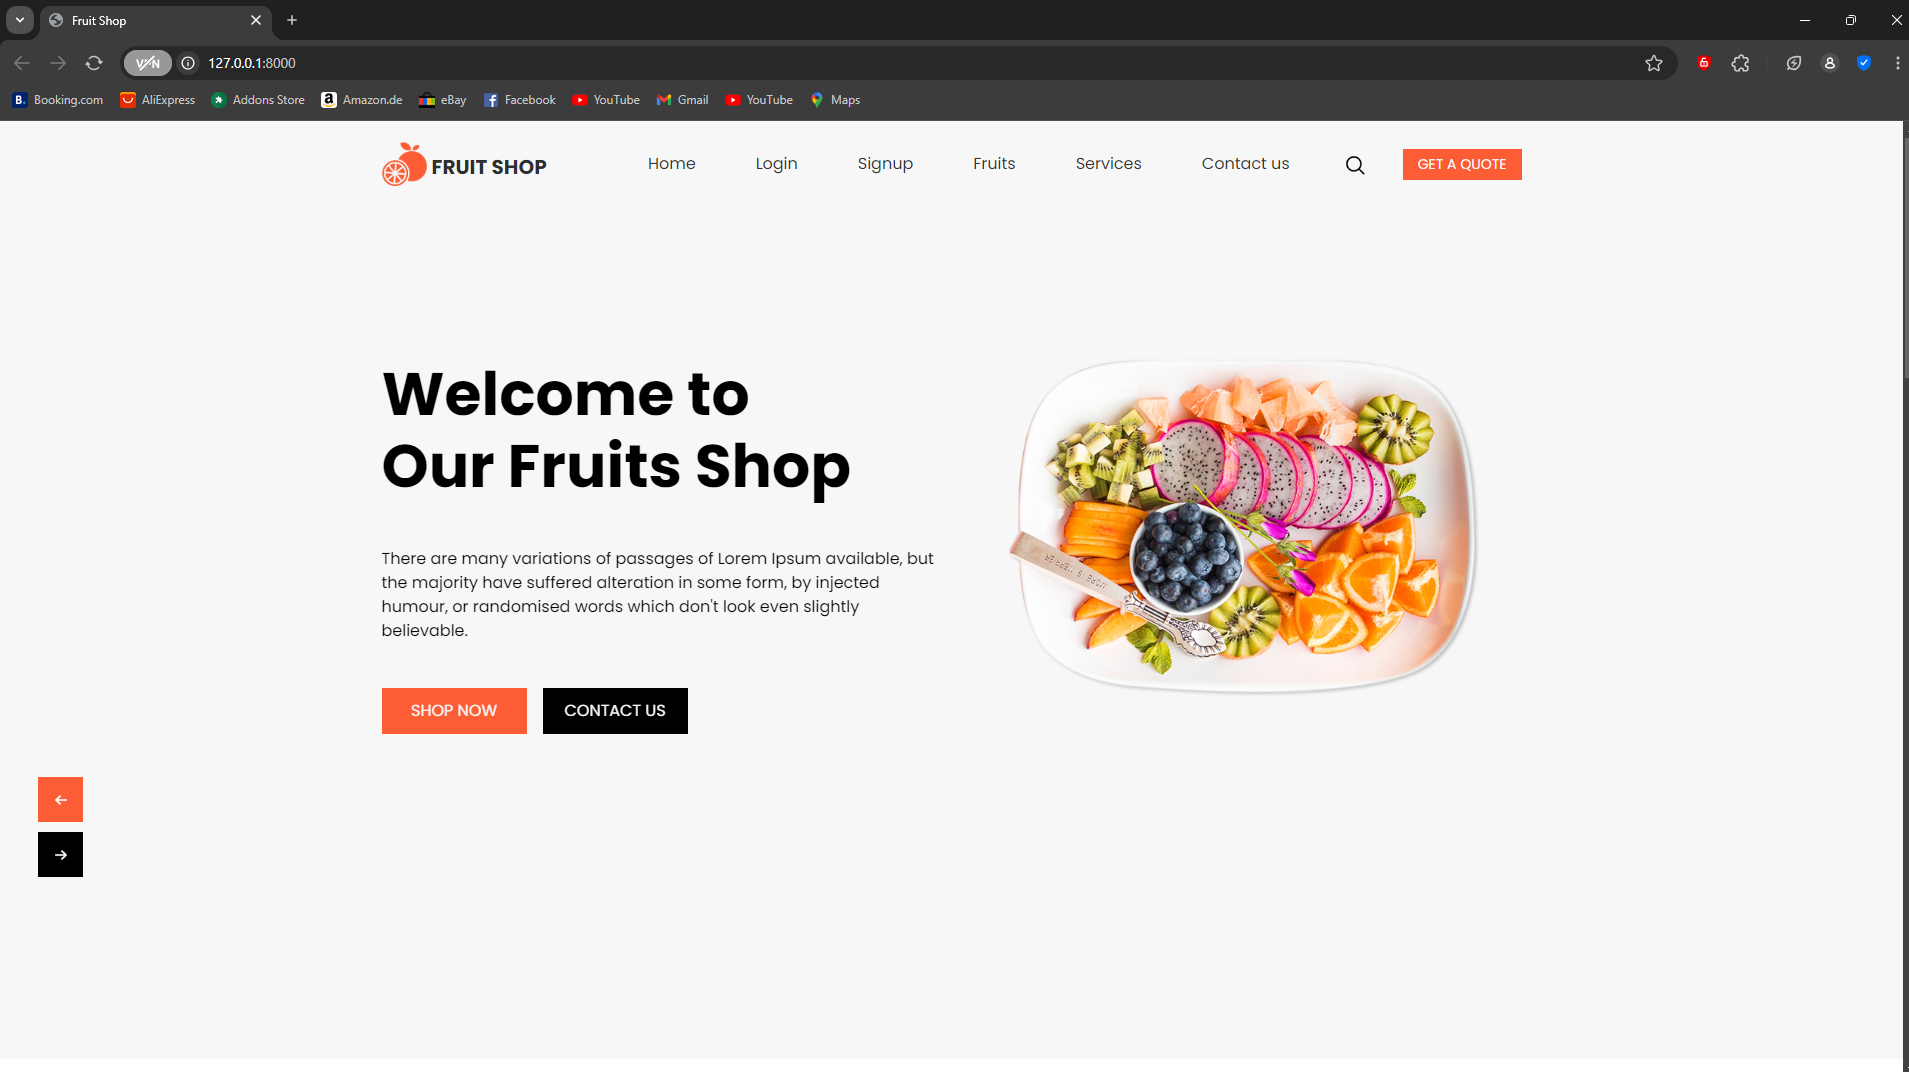 Fruit Shop
VPN
127.0.0.1:8000
B. Booking.com AliExpress Addons Store a Amazon.de eBay f Facebook YouTube M Gmail YouTube Maps
FRUIT SHOP
Home Login Signup Fruits Services Contact us
GET A QUOTE
Welcome to
Our Fruits Shop
There are many variations of passages of Lorem Ipsum available, but
the majority have suffered alteration in some form, by injected
humour, or randomised words which don't look even slightly
believable.
MORE & MERRIER
SHOP NOW CONTACT US